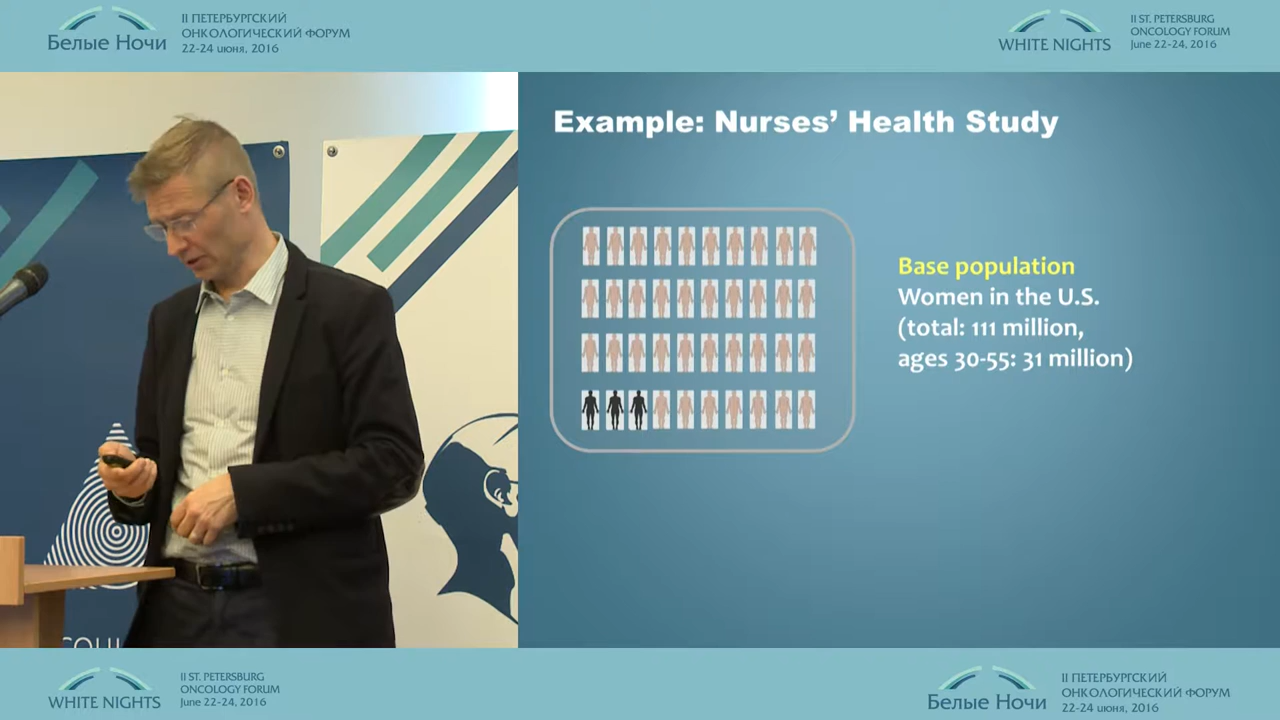 Белые Ночи
II ПЕТЕРБУРГСКИЙ
ОНКОЛОГИЧЕСКИЙ ФОРУМ
22-24 июня, 2016
WHITE NIGHTS
II ST. PETERSBURG
ONCOLOGY FORUM
June 22-24, 2016
Example: Nurses’ Health Study
Base population
Women in the U.S.
(total: 111 million,
ages 30-55: 31 million)
WHITE NIGHTS
II ST. PETERSBURG
ONCOLOGY FORUM
June 22-24, 2016
Белые Ночи
II ПЕТЕРБУРГСКИЙ
ОНКОЛОГИЧЕСКИЙ ФОРУМ
22-24 июня, 2016